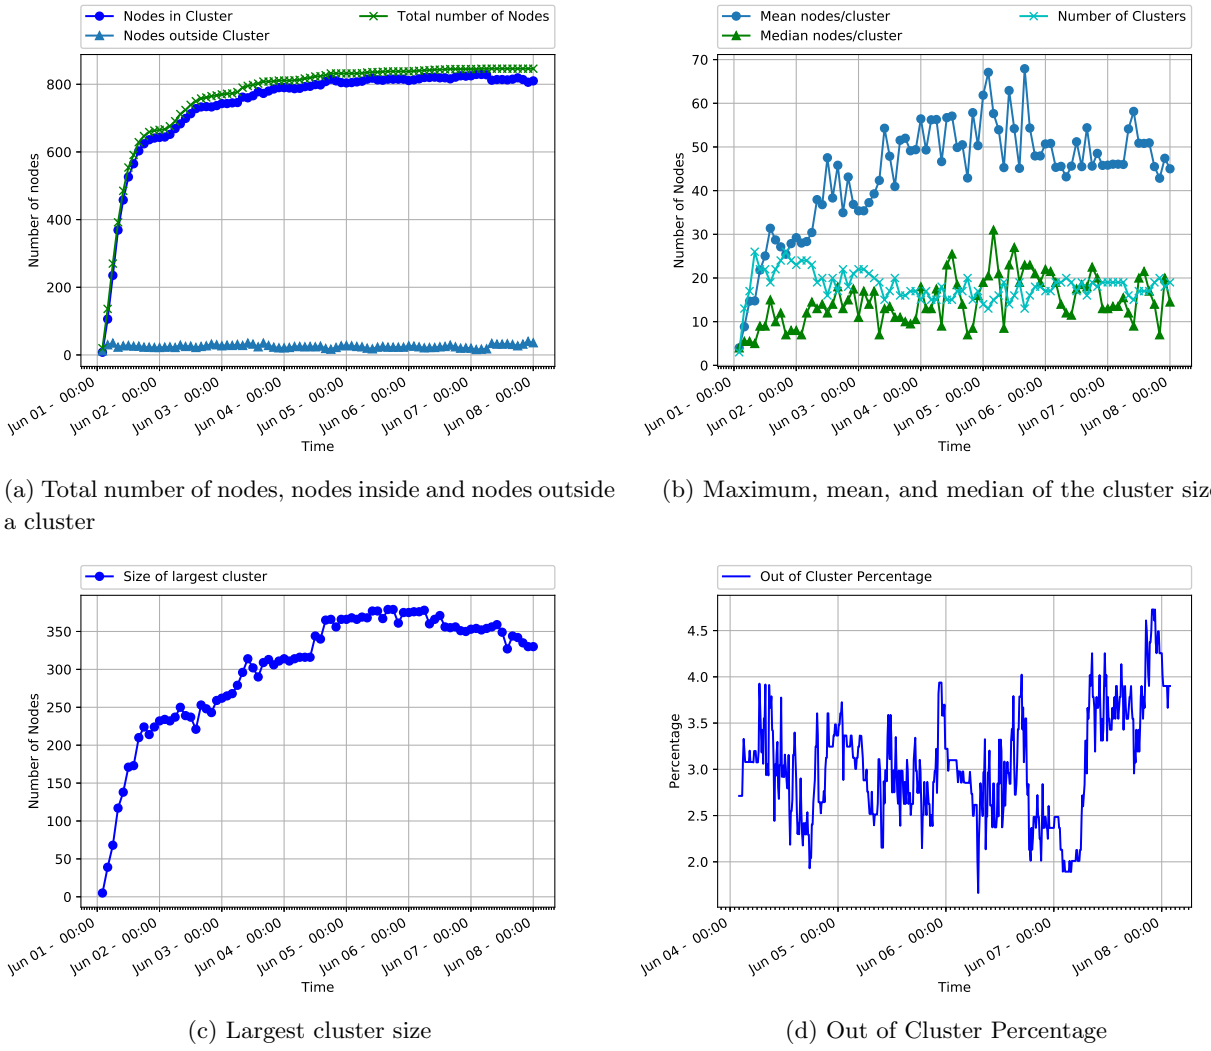 Nodes in Cluster
Nodes outside Cluster
Total number of Nodes
800
600
400
200
0
Number of nodes
Jun 01 - 00:00
Jun 02 - 00:00
Jun 03 - 00:00
Jun 04 - 00:00
Jun 05 - 00:00
Jun 06 - 00:00
Jun 07 - 00:00
Jun 08 - 00:00
Time
(a) Total number of nodes, nodes inside and nodes outside
a cluster
Mean nodes/cluster
Median nodes/cluster
Number of Clusters
70
60
50
40
30
20
10
0
Number of Nodes
Jun 01 - 00:00
Jun 02 - 00:00
Jun 03 - 00:00
Jun 04 - 00:00
Jun 05 - 00:00
Jun 06 - 00:00
Jun 07 - 00:00
Jun 08 - 00:00
Time
(b) Maximum, mean, and median of the cluster size
Size of largest cluster
350
300
250
200
150
100
50
0
Number of Nodes
Jun 01 - 00:00
Jun 02 - 00:00
Jun 03 - 00:00
Jun 04 - 00:00
Jun 05 - 00:00
Jun 06 - 00:00
Jun 07 - 00:00
Jun 08 - 00:00
Time
(c) Largest cluster size
Out of Cluster Percentage
4.5
4.0
3.5
3.0
2.5
2.0
Percentage
Jun 04 - 00:00
Jun 05 - 00:00
Jun 06 - 00:00
Jun 07 - 00:00
Jun 08 - 00:00
Time
(d) Out of Cluster Percentage